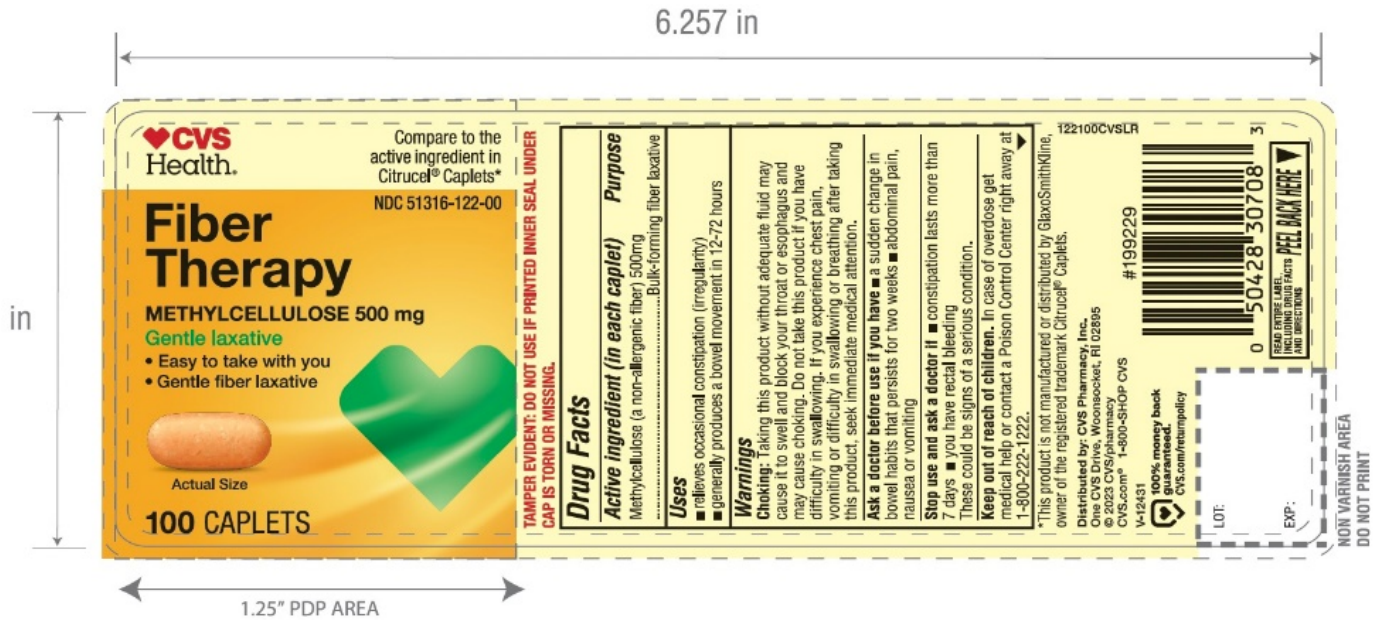 6.257 in
in
CVS
Health.
Compare to the
active ingredient in
Citrucel® Caplets*
NDC 51316-122-00
Fiber
Therapy
METHYLCELLULOSE 500 mg
Gentle laxative
• Easy to take with you
• Gentle fiber laxative
Actual Size
100 CAPLETS
1.25” PDP AREA
TAMPER EVIDENT: DO NOT USE IF PRINTED INNER SEAL UNDER
CAP IS TORN OR MISSING.
Drug Facts
Active ingredient (in each caplet) Purpose
Methylcellulose (a non-allergenic fiber) 500mg
..........................................Bulk-forming fiber laxative
Uses
■ relieves occasional constipation (irregularity)
■ generally produces a bowel movement in 12-72 hours
Warnings
Choking: Taking this product without adequate fluid may
cause it to swell and block your throat or esophagus and
may cause choking. Do not take this product if you have
difficulty in swallowing. If you experience chest pain,
vomiting or difficulty in swallowing or breathing after taking
this product, seek immediate medical attention.
Ask a doctor before use if you have ■ a sudden change in
bowel habits that persists for two weeks ■ abdominal pain,
nausea or vomiting
Stop use and ask a doctor if ■ constipation lasts more than
7 days ■ you have rectal bleeding
These could be signs of a serious condition.
Keep out of reach of children. In case of overdose get
medical help or contact a Poison Control Center right away at
1-800-222-1222.
*This product is not manufactured or distributed by GlaxoSmithKline,
owner of the registered trademark Citrucel® Caplets.
Distributed by: CVS Pharmacy, Inc.
One CVS Drive, Woonsocket, RI 02895
© 2023 CVS/pharmacy
CVS.com® 1-800-SHOP CVS
V-12431
100% money back
guaranteed.
CVS.com/returnpolicy
122100CVSLR
#199229
0 50428 30708 3
READ ENTIRE LABEL,
INCLUDING DRUG FACTS
AND DIRECTIONS
PEEL BACK HERE
LOT:
EXP:
NON VARNISH AREA
DO NOT PRINT